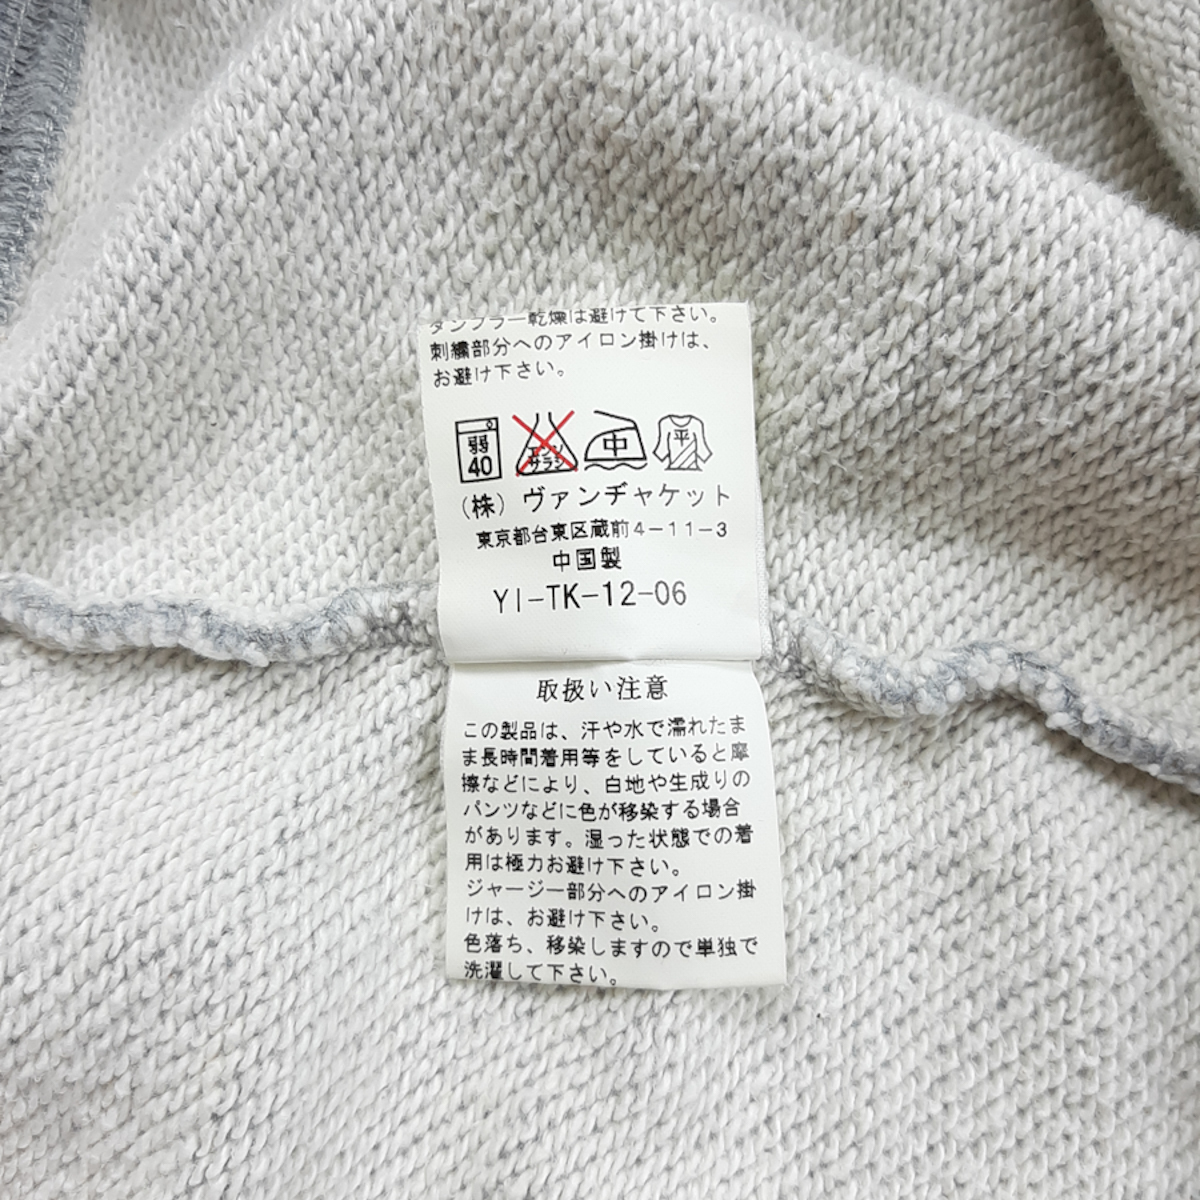 タンブラー乾燥は避けて下さい。
刺繍部分へのアイロン掛けは、
お避け下さい。
弱
40
エンソ
サラシ
中
平
(株) ヴァンヂャケット
東京都台東区蔵前4-11-3
中国製
YI-TK-12-06
取扱い注意
この製品は、汗や水で濡れたま
ま長時間着用等をしていると摩
擦などにより、白地や生成りの
パンツなどに色が移染する場合
があります。湿った状態での着
用は極力お避け下さい。
ジャージー部分へのアイロン掛
けは、お避け下さい。
色落ち、移染しますので単独で
洗濯して下さい。